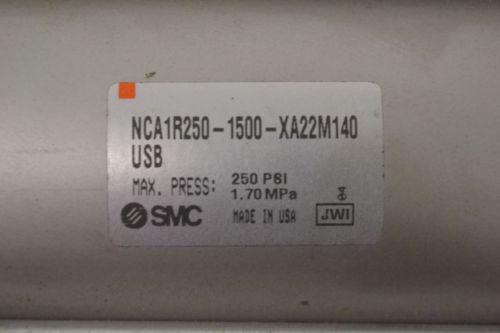 NCA1R250-1500-XA22M140
USB
MAX. PRESS: 250 PSI
1.70 MPa
SMC MADE IN USA JWI